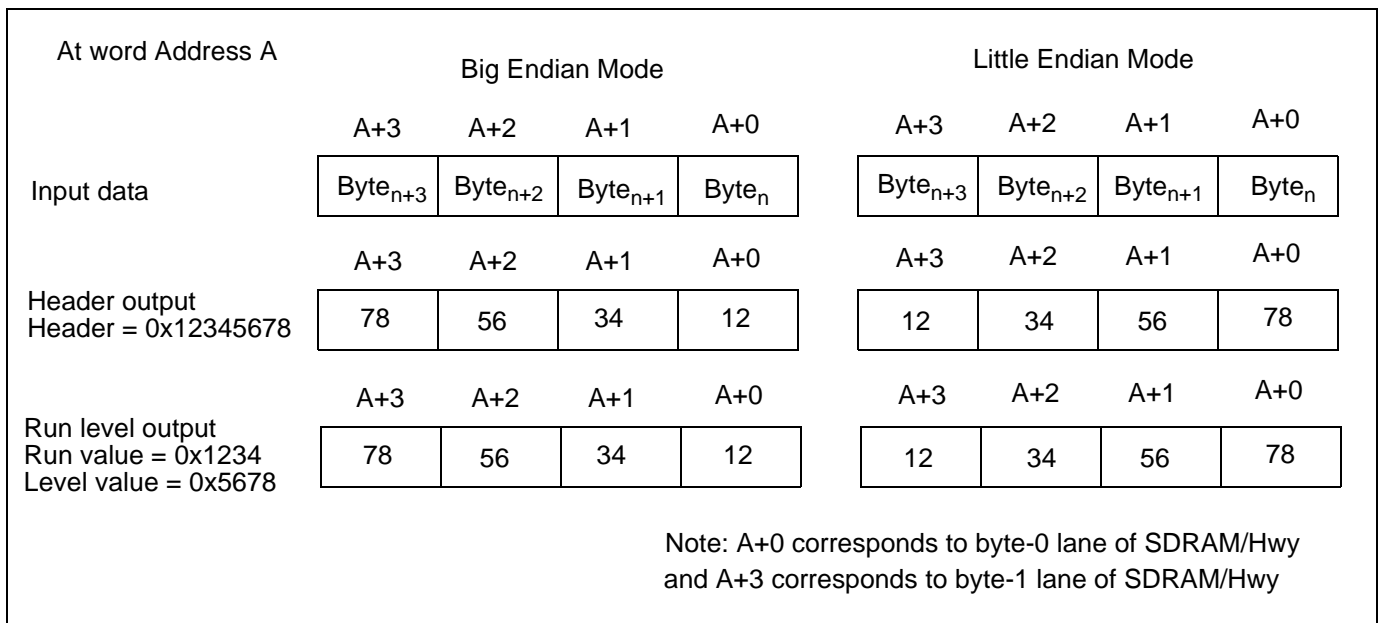 At word Address A
Big Endian Mode Little Endian Mode
A+3 A+2 A+1 A+0 A+3 A+2 A+1 A+0
Input data Byten+3 Byten+2 Byten+1 Byten Byten+3 Byten+2 Byten+1 Byten
A+3 A+2 A+1 A+0 A+3 A+2 A+1 A+0
Header output
Header = 0x12345678 78 56 34 12 12 34 56 78
A+3 A+2 A+1 A+0 A+3 A+2 A+1 A+0
Run level output
Run value = 0x1234 78 56 34 12 12 34 56 78
Level value = 0x5678
Note: A+0 corresponds to byte-0 lane of SDRAM/Hwy
and A+3 corresponds to byte-1 lane of SDRAM/Hwy